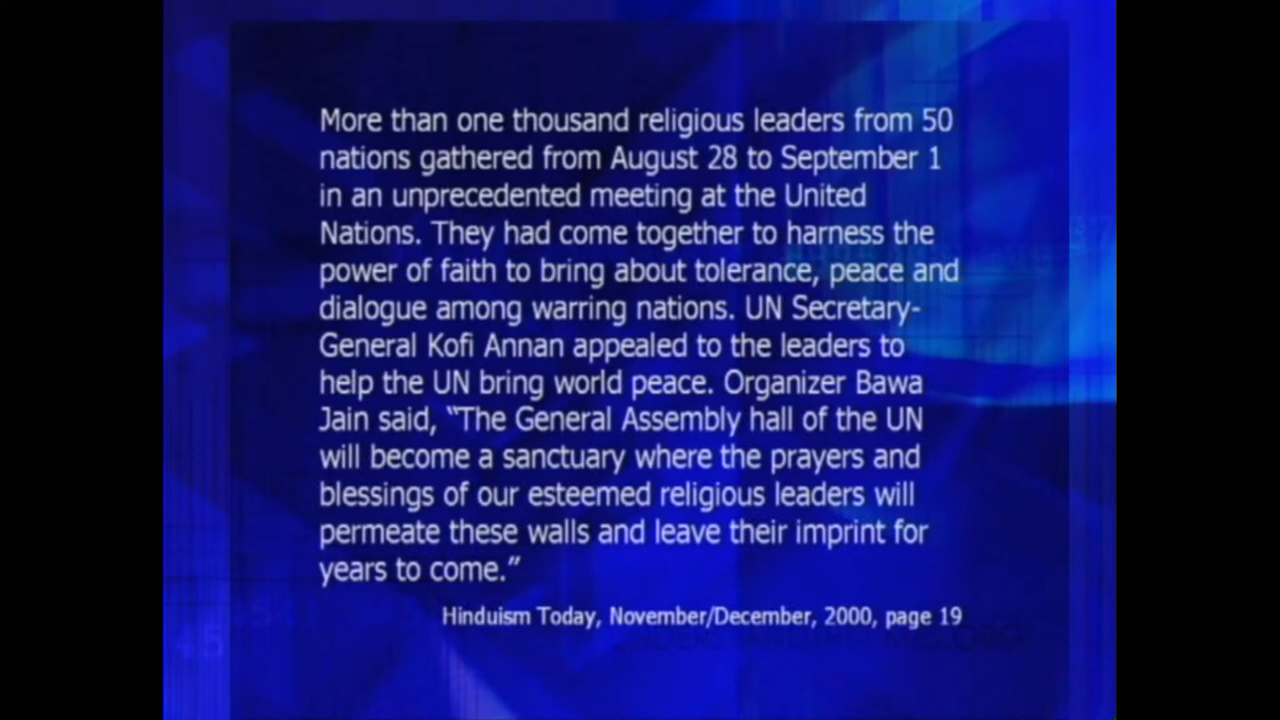 More than one thousand religious leaders from 50
nations gathered from August 28 to September 1
in an unprecedented meeting at the United
Nations. They had come together to harness the
power of faith to bring about tolerance, peace and
dialogue among warring nations. UN Secretary-
General Kofi Annan appealed to the leaders to
help the UN bring world peace. Organizer Bawa
Jain said, “The General Assembly hall of the UN
will become a sanctuary where the prayers and
blessings of our esteemed religious leaders will
permeate these walls and leave their imprint for
years to come.”
Hinduism Today, November/December, 2000, page 19